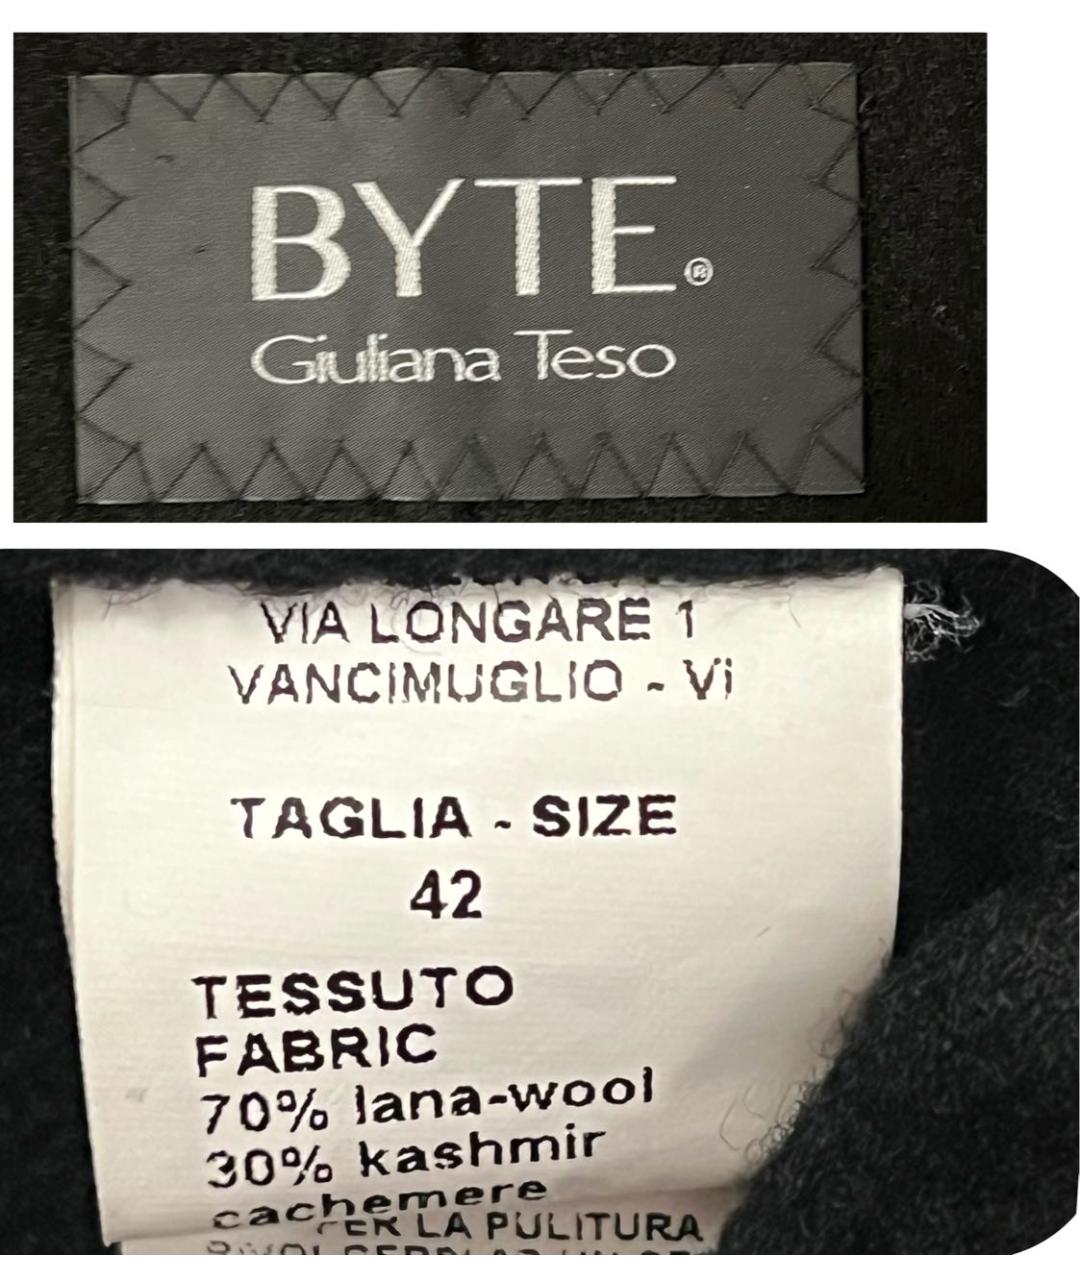 BYTE®
Giuliana Teso
VIA LONGARE 1
VANCIMUGLIO - Vi
TAGLIA - SIZE
42
TESSUTO
FABRIC
70% lana-wool
30% kashmir
cachemere
PER LA PULITURA